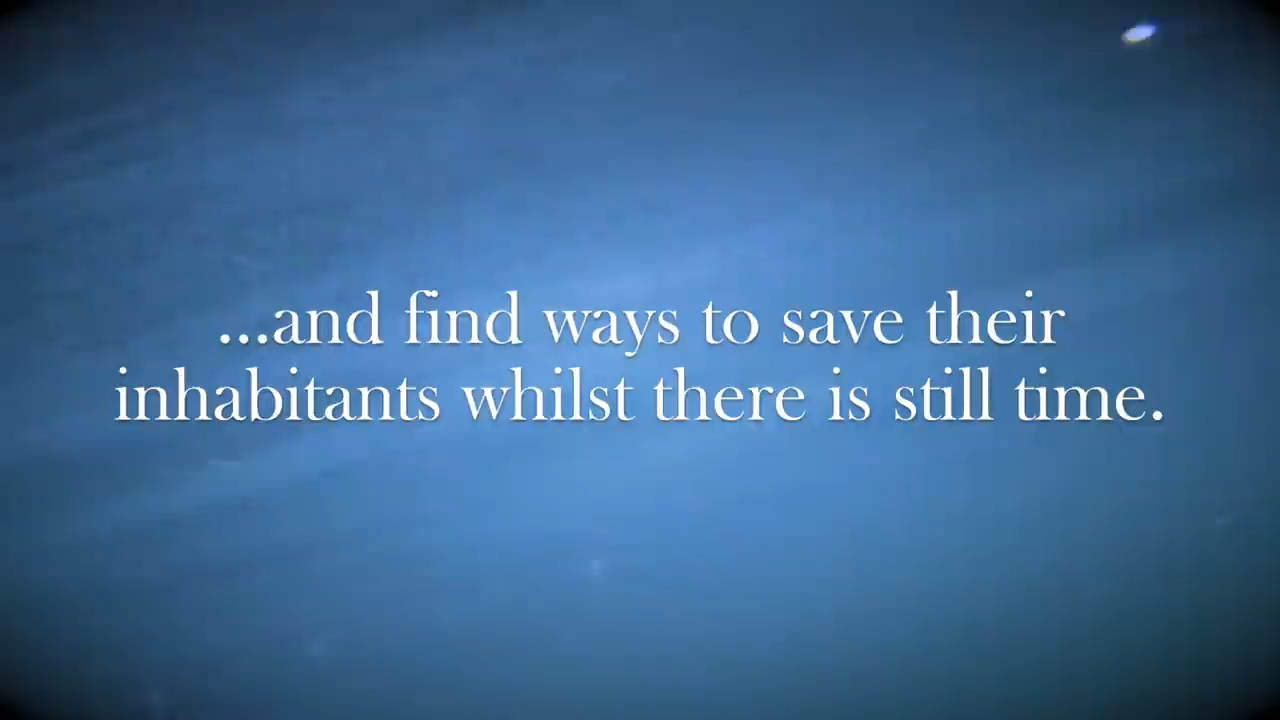 ...and find ways to save their
inhabitants whilst there is still time.